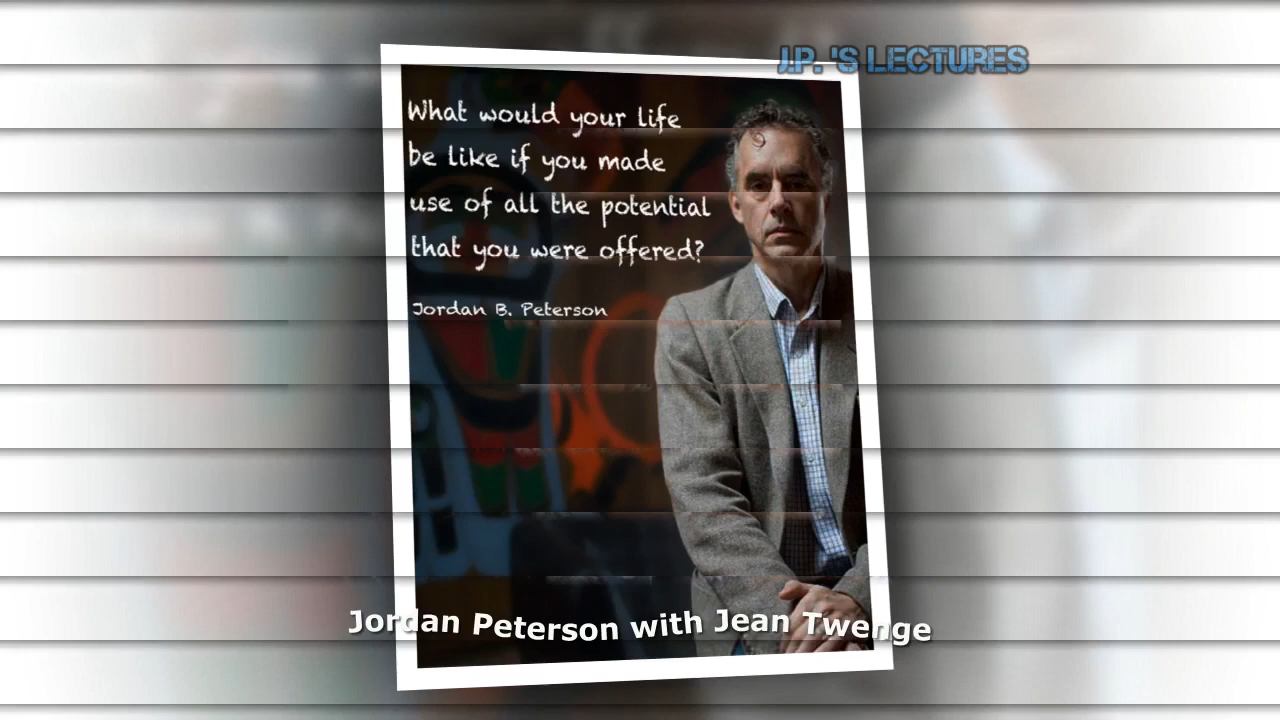 J.P. 'S LECTURES
What would your life
be like if you made
use of all the potential
that you were offered?
Jordan B. Peterson
Jordan Peterson with Jean Twenge